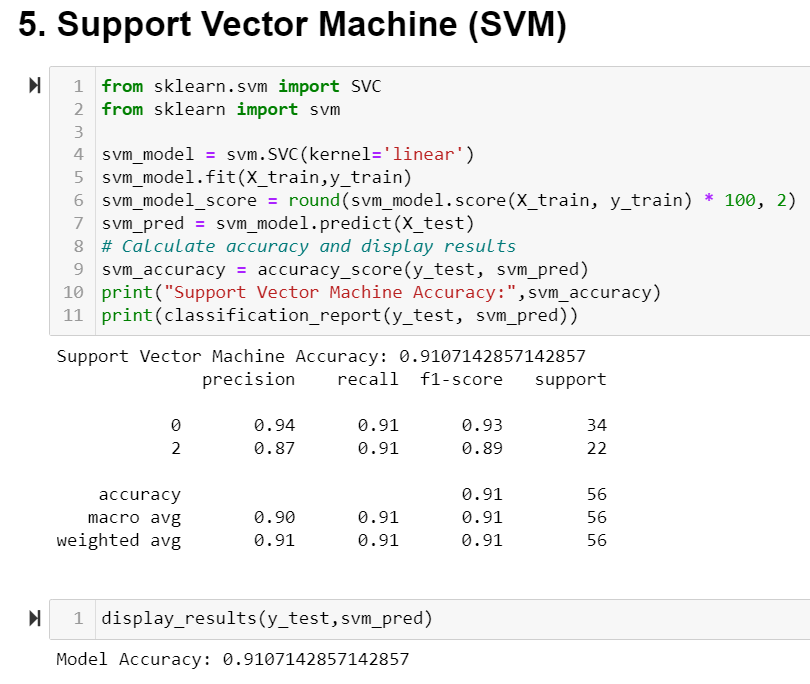 5. Support Vector Machine (SVM)
1 from sklearn.svm import SVC
2 from sklearn import svm
3
4 svm_model = svm.SVC(kernel='linear')
5 svm_model.fit(X_train,y_train)
6 svm_model_score = round(svm_model.score(X_train, y_train) * 100, 2)
7 svm_pred = svm_model.predict(X_test)
8 # Calculate accuracy and display results
9 svm_accuracy = accuracy_score(y_test, svm_pred)
10 print("Support Vector Machine Accuracy:",svm_accuracy)
11 print(classification_report(y_test, svm_pred))
Support Vector Machine Accuracy: 0.9107142857142857
precision recall f1-score support
0 0.94 0.91 0.93 34
2 0.87 0.91 0.89 22
accuracy 0.91 56
macro avg 0.90 0.91 0.91 56
weighted avg 0.91 0.91 0.91 56
1 display_results(y_test,svm_pred)
Model Accuracy: 0.9107142857142857